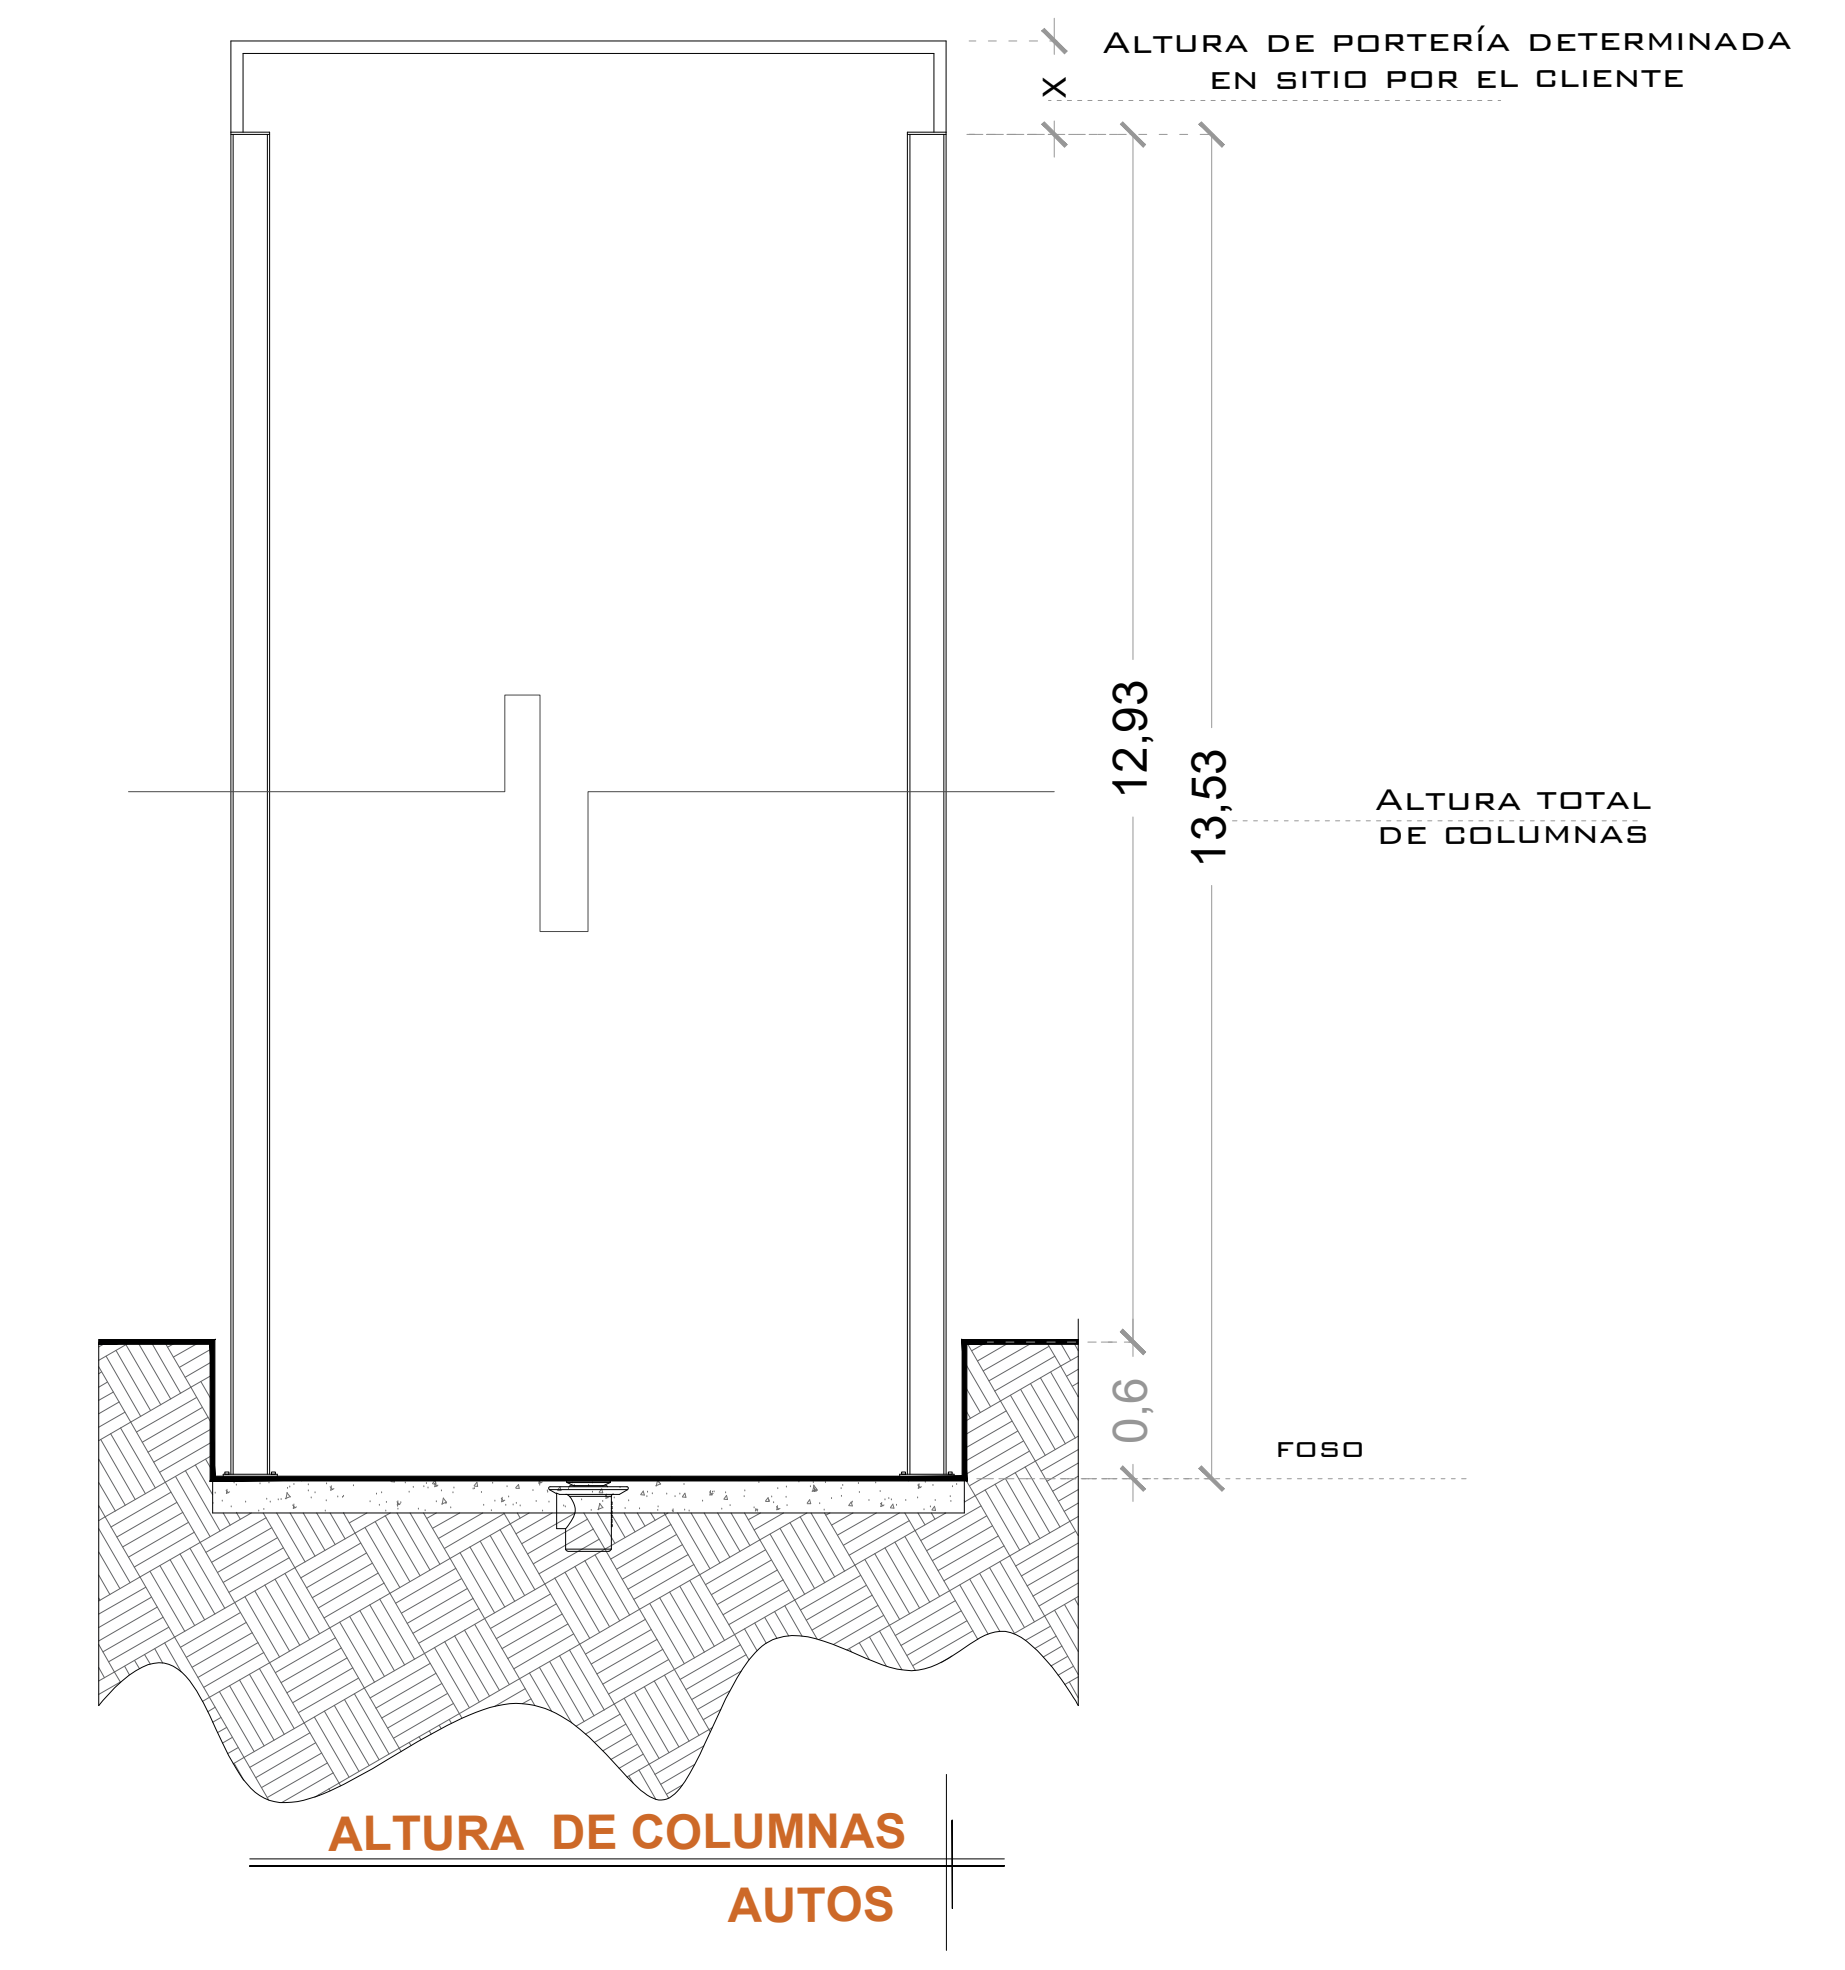 ALTURA DE PORTERÍA DETERMINADA
EN SITIO POR EL CLIENTE
X
12,93
13,53
ALTURA TOTAL
DE COLUMNAS
0,6
FOSO
ALTURA DE COLUMNAS
AUTOS